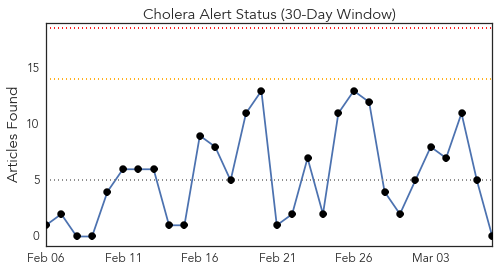 Cholera Alert Status (30-Day Window)
Articles Found
15
10
5
0
Feb 06
Feb 11
Feb 16
Feb 21
Feb 26
Mar 03